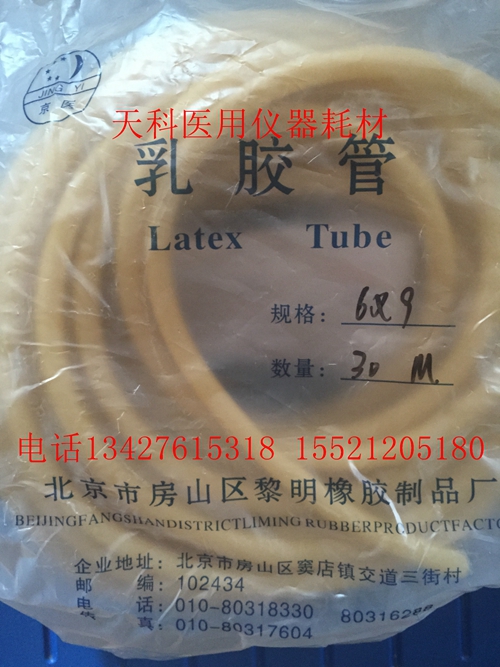 JING YI
京医
天科医用仪器耗材
乳胶管
Latex Tube
规格: 6X9
数量: 30 M.
电话13427615318 15521205180
北京市房山区黎明橡胶制品厂
BEIJINGFANGSHANDISTRICTLIMING RUBBERPRODUCTFACTO
企业地址: 北京市房山区窦店镇交道三街村
邮 编: 102434
电 话: 010-80318330
真: 010-80317604